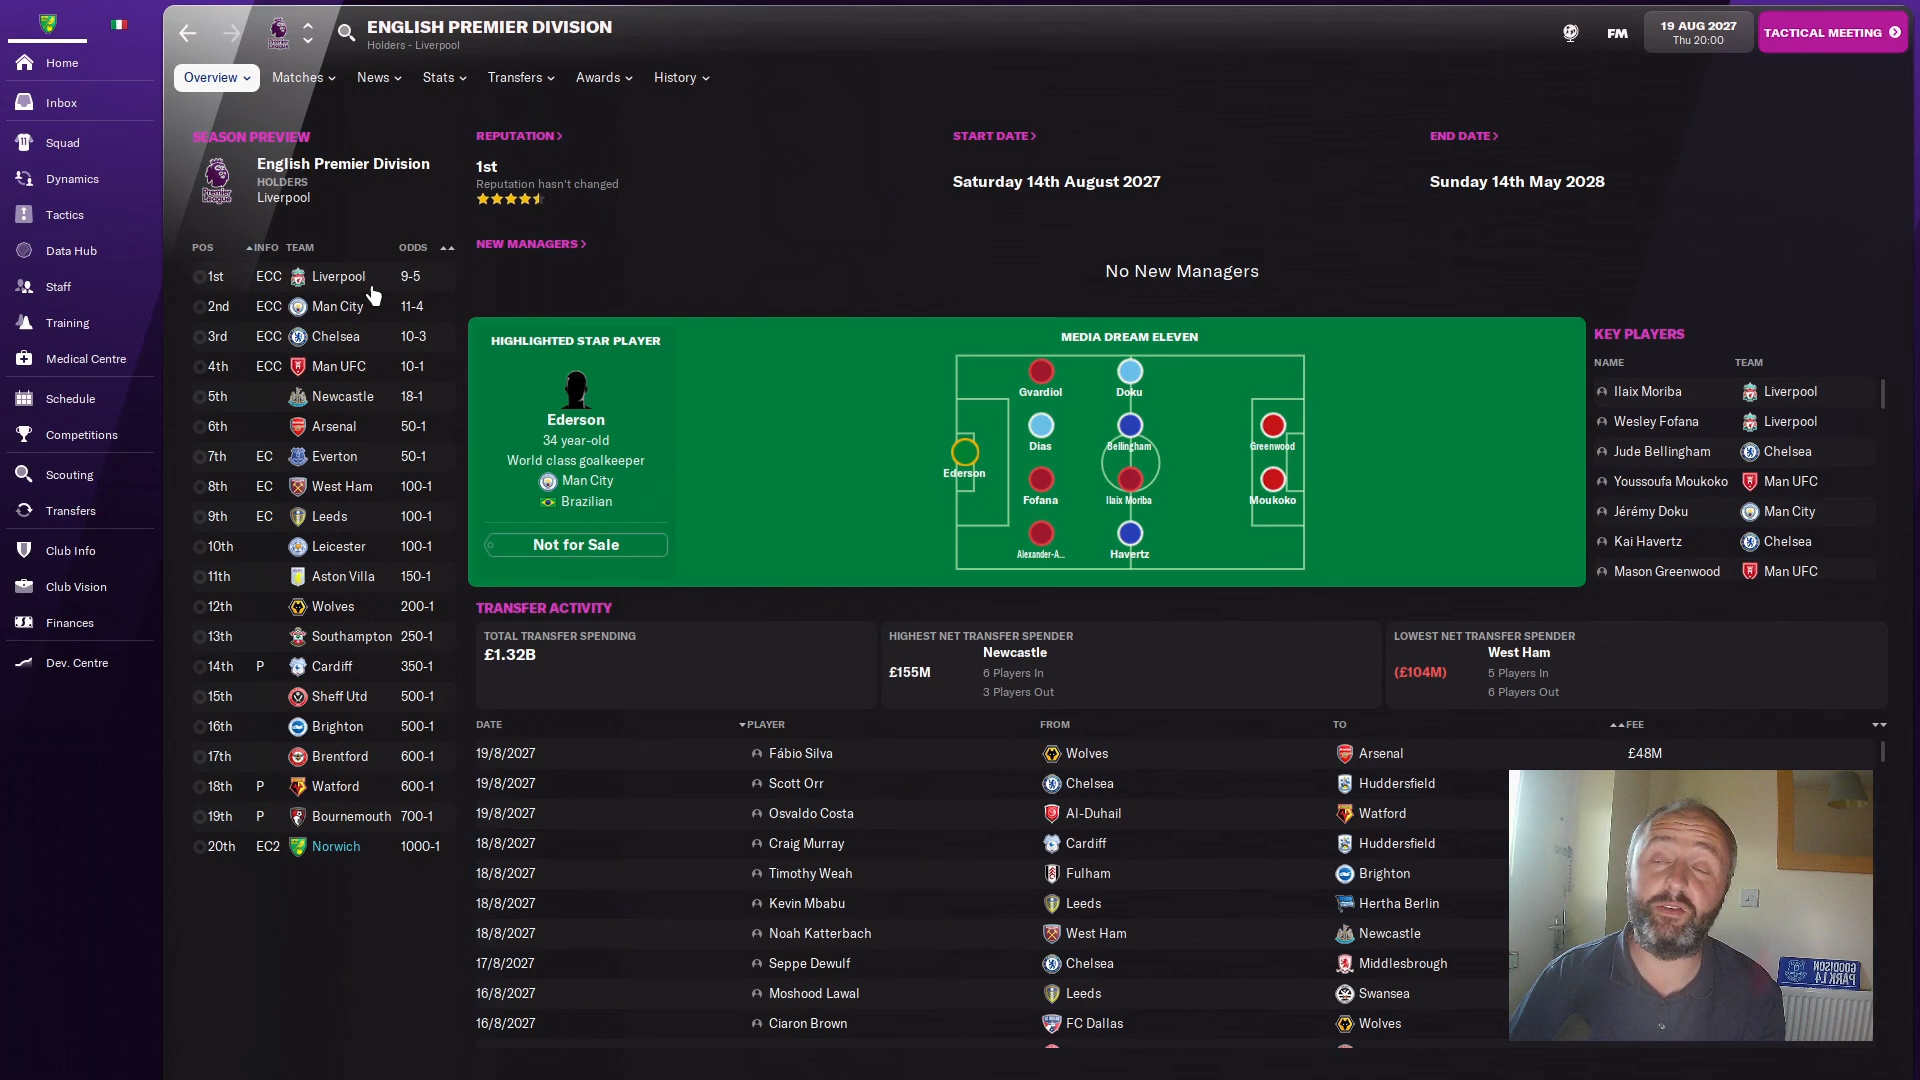 ENGLISH PREMIER DIVISION
Holders - Liverpool
FM
19 AUG 2027
Thu 20:00
TACTICAL MEETING
Overview
Matches
News
Stats
Transfers
Awards
History
Home
Inbox
Squad
Dynamics
Tactics
Data Hub
Staff
Training
Medical Centre
Schedule
Competitions
Scouting
Transfers
Club Info
Club Vision
Finances
Dev. Centre
SEASON PREVIEW
English Premier Division
HOLDERS
Liverpool
REPUTATION >
1st
Reputation hasn't changed
START DATE >
Saturday 14th August 2027
END DATE >
Sunday 14th May 2028
NEW MANAGERS >
No New Managers
POS INFO TEAM ODDS
1st ECC Liverpool 9-5
2nd ECC Man City 11-4
3rd ECC Chelsea 10-3
4th ECC Man UFC 10-1
5th Newcastle 18-1
6th Arsenal 50-1
7th EC Everton 50-1
8th EC West Ham 100-1
9th EC Leeds 100-1
10th Leicester 100-1
11th Aston Villa 150-1
12th Wolves 200-1
13th Southampton 250-1
14th P Cardiff 350-1
15th Sheff Utd 500-1
16th Brighton 500-1
17th Brentford 600-1
18th P Watford 600-1
19th P Bournemouth 700-1
20th EC2 Norwich 1000-1
HIGHLIGHTED STAR PLAYER
Ederson
34 year-old
World class goalkeeper
Man City
Brazilian
Not for Sale
MEDIA DREAM ELEVEN
Gvardiol
Doku
Dias
Bellingham
Greenwood
Ederson
Fofana
Ilaix Moriba
Moukoko
Alexander-A...
Havertz
KEY PLAYERS
NAME TEAM
Ilaix Moriba Liverpool
Wesley Fofana Liverpool
Jude Bellingham Chelsea
Youssoufa Moukoko Man UFC
Jérémy Doku Man City
Kai Havertz Chelsea
Mason Greenwood Man UFC
TRANSFER ACTIVITY
TOTAL TRANSFER SPENDING
£1.32B
HIGHEST NET TRANSFER SPENDER
Newcastle
£155M
6 Players In
3 Players Out
LOWEST NET TRANSFER SPENDER
West Ham
(£104M)
5 Players In
6 Players Out
DATE PLAYER FROM TO FEE
19/8/2027 Fábio Silva Wolves Arsenal £48M
19/8/2027 Scott Orr Chelsea Huddersfield
19/8/2027 Osvaldo Costa Al-Duhail Watford
18/8/2027 Craig Murray Cardiff Huddersfield
18/8/2027 Timothy Weah Fulham Brighton
18/8/2027 Kevin Mbabu Leeds Hertha Berlin
18/8/2027 Noah Katterbach West Ham Newcastle
17/8/2027 Seppe Dewulf Chelsea Middlesbrough
16/8/2027 Moshood Lawal Leeds Swansea
16/8/2027 Ciaron Brown FC Dallas Wolves
GOODISON
PARK L4